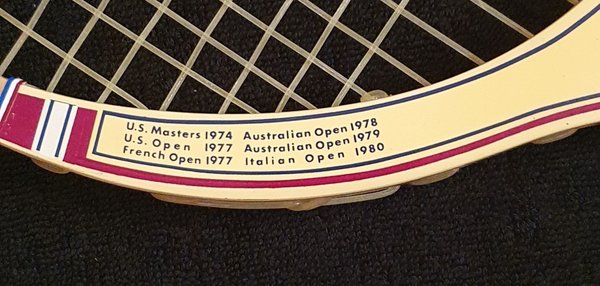 U.S. Masters 1974 Australian Open 1978
U.S. Open 1977 Australian Open 1979
French Open 1977 Italian Open 1980